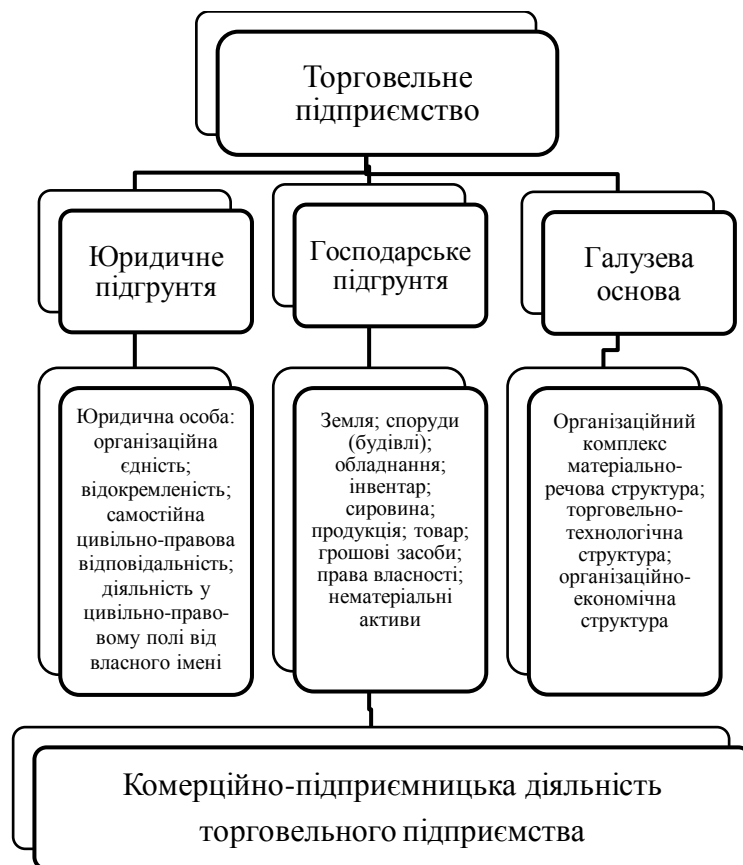 Торговельне
підприємство
Юридичне
підгрунтя
Господарське
підгрунтя
Галузева
основа
Юридична особа:
організаційна
єдність;
відокремленість;
самостійна
цивільно-правова
відповідальність;
діяльність у
цивільно-право-
вому полі від
власного імені
Земля; споруди
(будівлі);
обладнання;
інвентар;
сировина;
продукція; товар;
грошові засоби;
права власності;
нематеріальні
активи
Організаційний
комплекс
матеріально-
речова структура;
торговельно-
технологічна
структура;
організаційно-
економічна
структура
Комерційно-підприємницька діяльність
торговельного підприємства